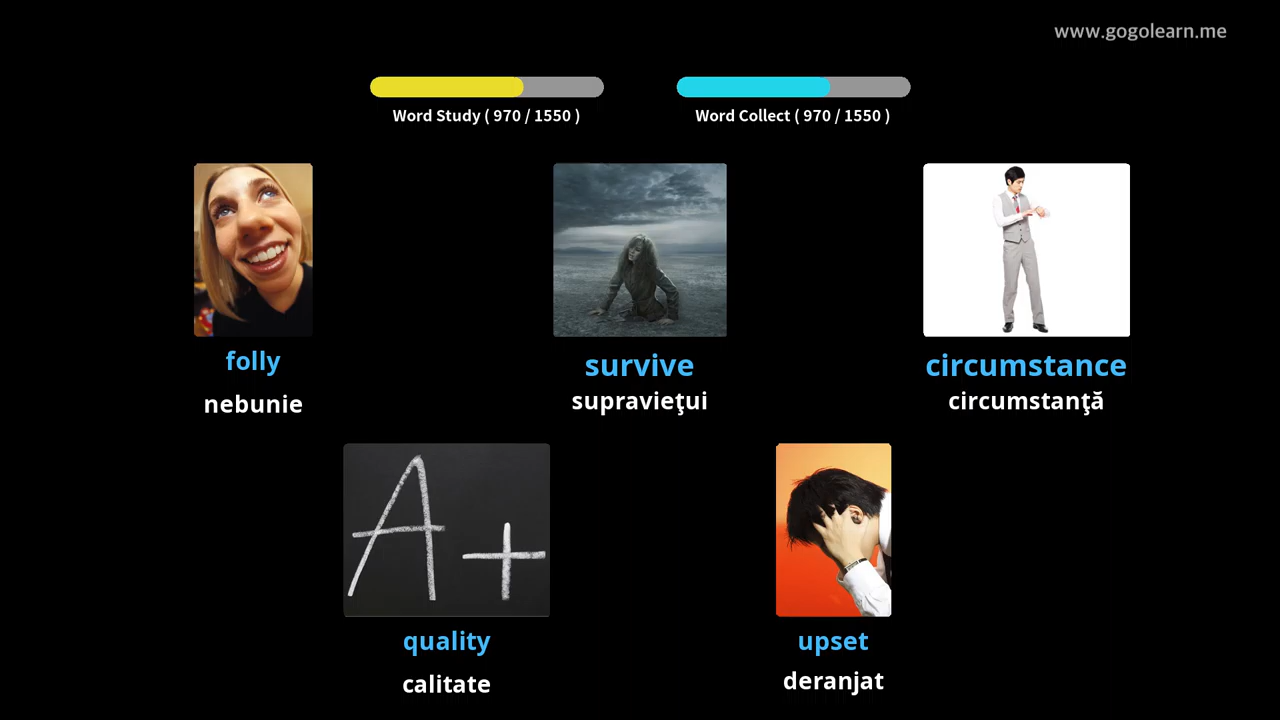 www.gogolearn.me
Word Study ( 970 / 1550 )
Word Collect ( 970 / 1550 )
folly
nebunie
survive
supravieţui
circumstance
circumstanţă
A+
quality
calitate
upset
deranjat